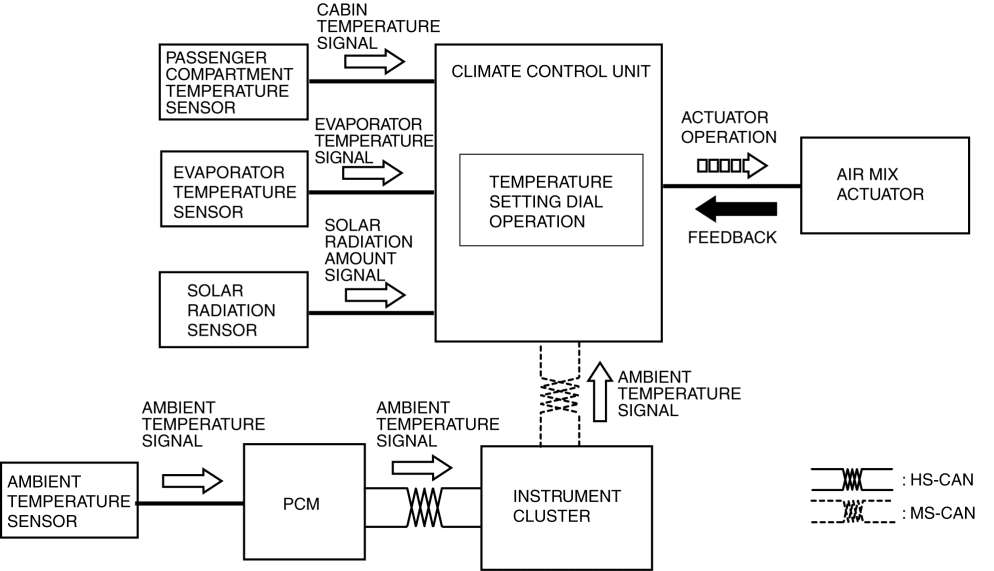 CABIN
TEMPERATURE
SIGNAL
PASSENGER
COMPARTMENT
TEMPERATURE
SENSOR
CLIMATE CONTROL UNIT
EVAPORATOR
TEMPERATURE
SIGNAL
EVAPORATOR
TEMPERATURE
SENSOR
TEMPERATURE
SETTING DIAL
OPERATION
ACTUATOR
OPERATION
AIR MIX
ACTUATOR
FEEDBACK
SOLAR
RADIATION
AMOUNT
SIGNAL
SOLAR
RADIATION
SENSOR
AMBIENT
TEMPERATURE
SIGNAL
AMBIENT
TEMPERATURE
SIGNAL
AMBIENT
TEMPERATURE
SIGNAL
AMBIENT
TEMPERATURE
SENSOR
PCM
INSTRUMENT
CLUSTER
: HS-CAN
: MS-CAN